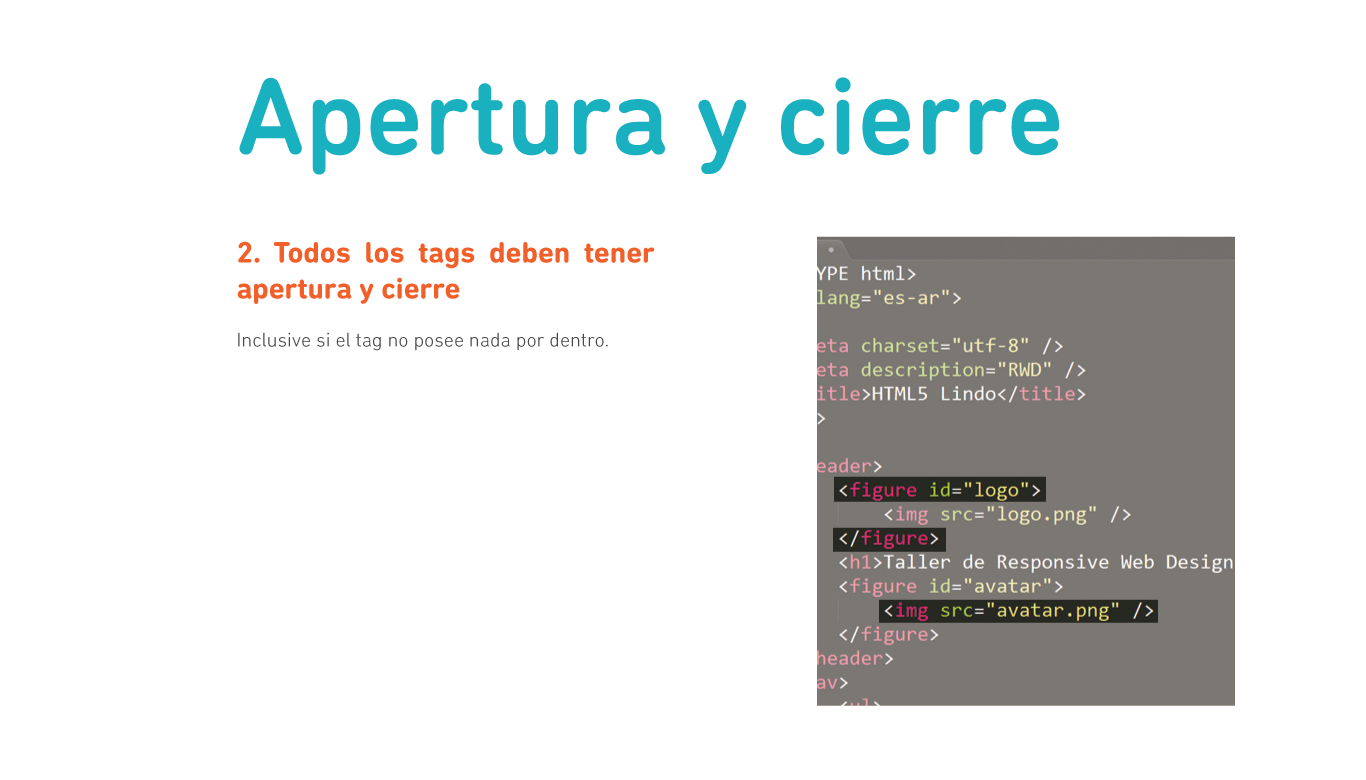 Apertura y cierre
2. Todos los tags deben tener
apertura y cierre
Inclusive si el tag no posee nada por dentro.
YPE html>
lang="es-ar">
eta charset="utf-8" />
eta description="RWD" />
itle>HTML5 Lindo</title>
>
eader>
<figure id="logo">
<img src="logo.png" />
</figure>
<h1>Taller de Responsive Web Design
<figure id="avatar">
<img src="avatar.png" />
</figure>
header>
av>
<ul>